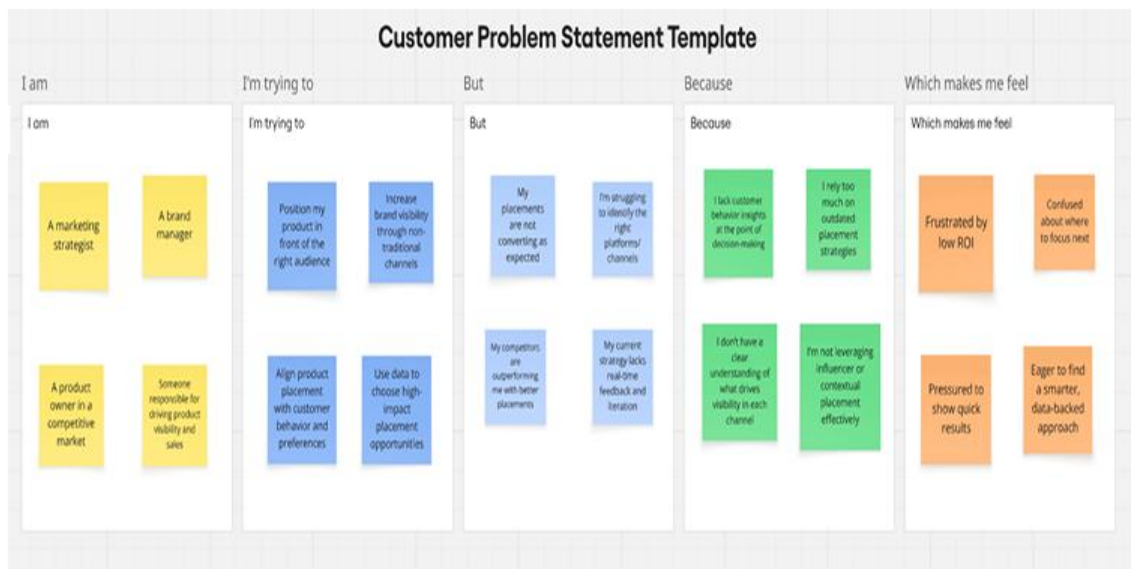 Customer Problem Statement Template
I am
I'm trying to
But
Because
Which makes me feel
I am
A marketing
strategist
A brand
manager
A product
owner in a
competitive
market
Someone
responsible for
driving product
visibility and
sales
I'm trying to
Position my
product in
front of the
right audience
Increase
brand visibility
through non-
traditional
channels
Align product
placement
with customer
behavior and
preferences
Use data to
choose high-
impact
placement
opportunities
But
My
placements
are not
converting as
expected
I'm struggling
to identify the
right
platforms/
channels
My competitors
are
outperforming
me with better
placements
My current
strategy lacks
real-time
feedback and
iteration
Because
I lack customer
behavior insights
at the point of
decision-making
I rely too
much on
outdated
placement
strategies
I don't have a
clear
understanding of
what drives
visibility in each
channel
I'm not leveraging
influencer or
contextual
placement
effectively
Which makes me feel
Frustrated by
low ROI
Confused
about where
to focus next
Pressured to
show quick
results
Eager to find
a smarter,
data-backed
approach